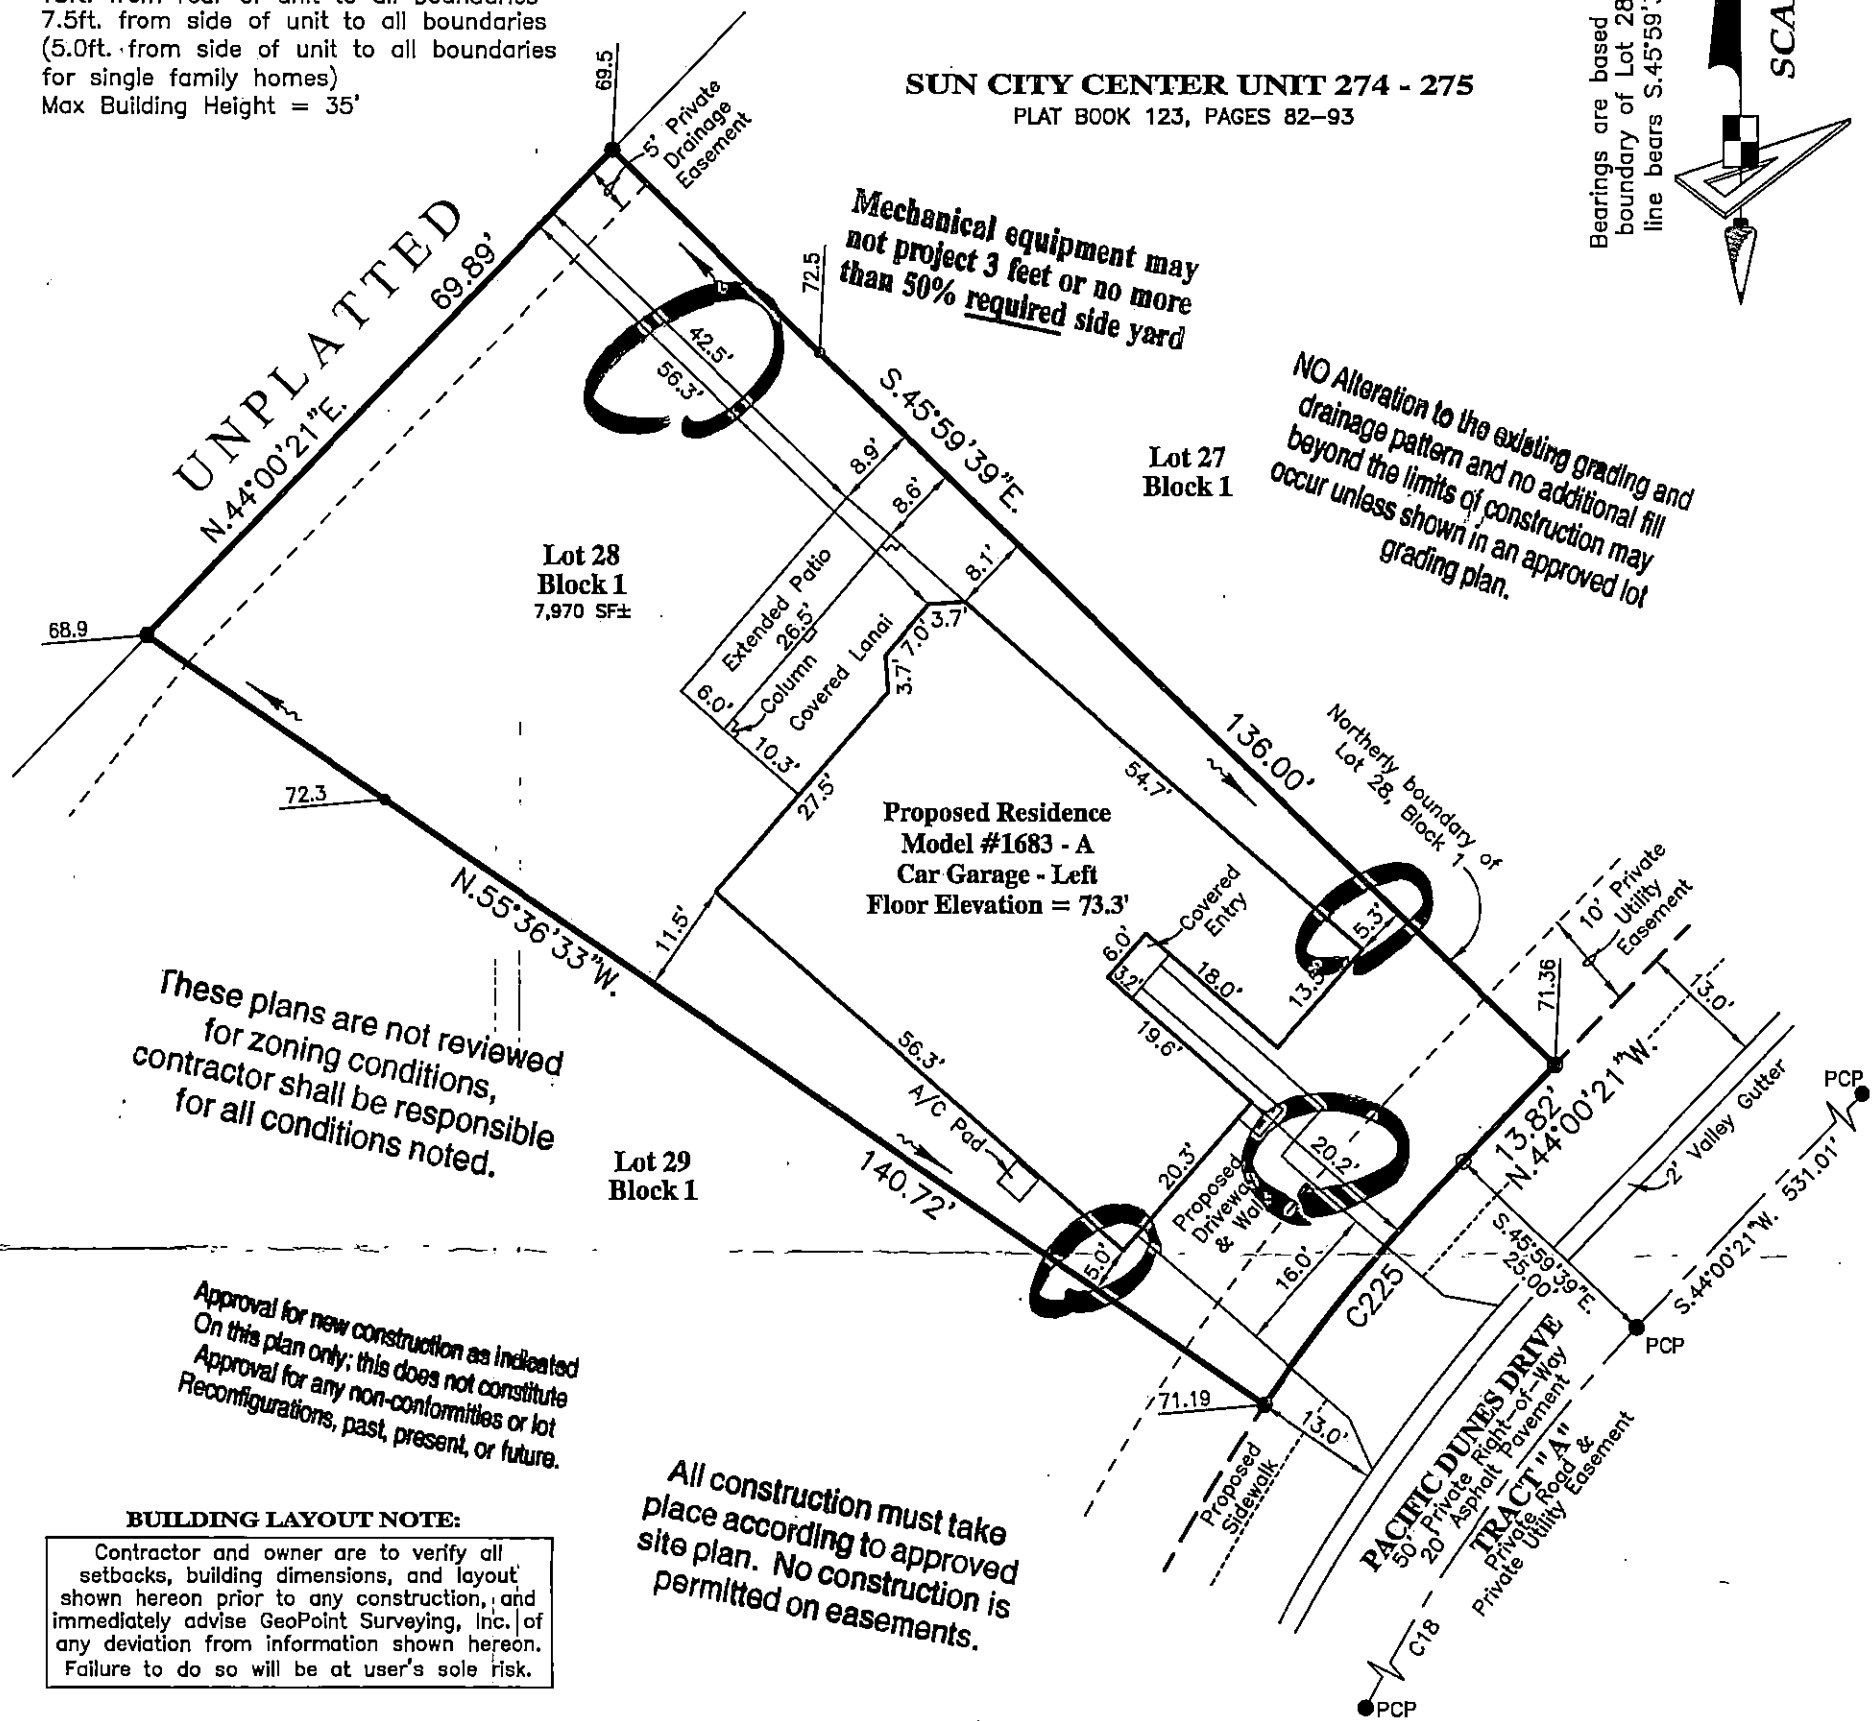 7.5ft. from side of unit to all boundaries
(5.0ft. from side of unit to all boundaries
for single family homes)
Max Building Height = 35'
SUN CITY CENTER UNIT 274 - 275
PLAT BOOK 123, PAGES 82-93
Bearings are based
boundary of Lot 28
line bears S.45°59'
SCA
69.5
5' Private
Drainage
Easement
Mechanical equipment may
not project 3 feet or no more
than 50% required side yard
72.5
UNPLATTED
69.89'
N.44°00'21"E.
42.5'
56.3'
S.45°59'39"E.
136.00'
NO Alteration to the existing grading and
drainage pattern and no additional fill
beyond the limits of construction may
occur unless shown in an approved lot
grading plan.
Lot 27
Block 1
8.9'
8.6'
8.1'
Lot 28
Block 1
7,970 SF±
Extended Patio
26.5'
Column
Covered Lanai
6.0'
10.3'
27.5'
3.7'
7.0'
3.7'
68.9
72.3
54.7'
Northerly boundary of
Lot 28, Block 1
Proposed Residence
Model #1683 - A
Car Garage - Left
Floor Elevation = 73.3'
Covered
Entry
6.0'
3.2'
18.0'
13.3'
5.3'
19.6'
10' Private
Utility
Easement
71.36
13.0'
N.55°36'33"W.
140.72'
11.5'
56.3'
A/C Pad
20.3'
5.0'
Proposed
Driveway
&
Walk
20.2'
16.0'
C225
13.82'
N.44°00'21"W.
2' Valley Gutter
PCP
S.44°00'21"W. 531.01'
S.45°59'39"E.
25.00'
PCP
These plans are not reviewed
for zoning conditions,
contractor shall be responsible
for all conditions noted.
Lot 29
Block 1
Approval for new construction as indicated
On this plan only; this does not constitute
Approval for any non-conformities or lot
Reconfigurations, past, present, or future.
71.19
13.0'
Proposed
Sidewalk
PACIFIC DUNES DRIVE
50' Private Right-of-Way
20' Asphalt Pavement
TRACT "A"
Private Road &
Private Utility Easement
C18
PCP
All construction must take
place according to approved
site plan. No construction is
permitted on easements.
BUILDING LAYOUT NOTE:
Contractor and owner are to verify all
setbacks, building dimensions, and layout
shown hereon prior to any construction, and
immediately advise GeoPoint Surveying, Inc. of
any deviation from information shown hereon.
Failure to do so will be at user's sole risk.